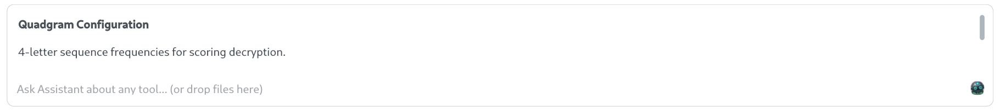 Quadgram Configuration
4-letter sequence frequencies for scoring decryption.
Ask Assistant about any tool... (or drop files here)